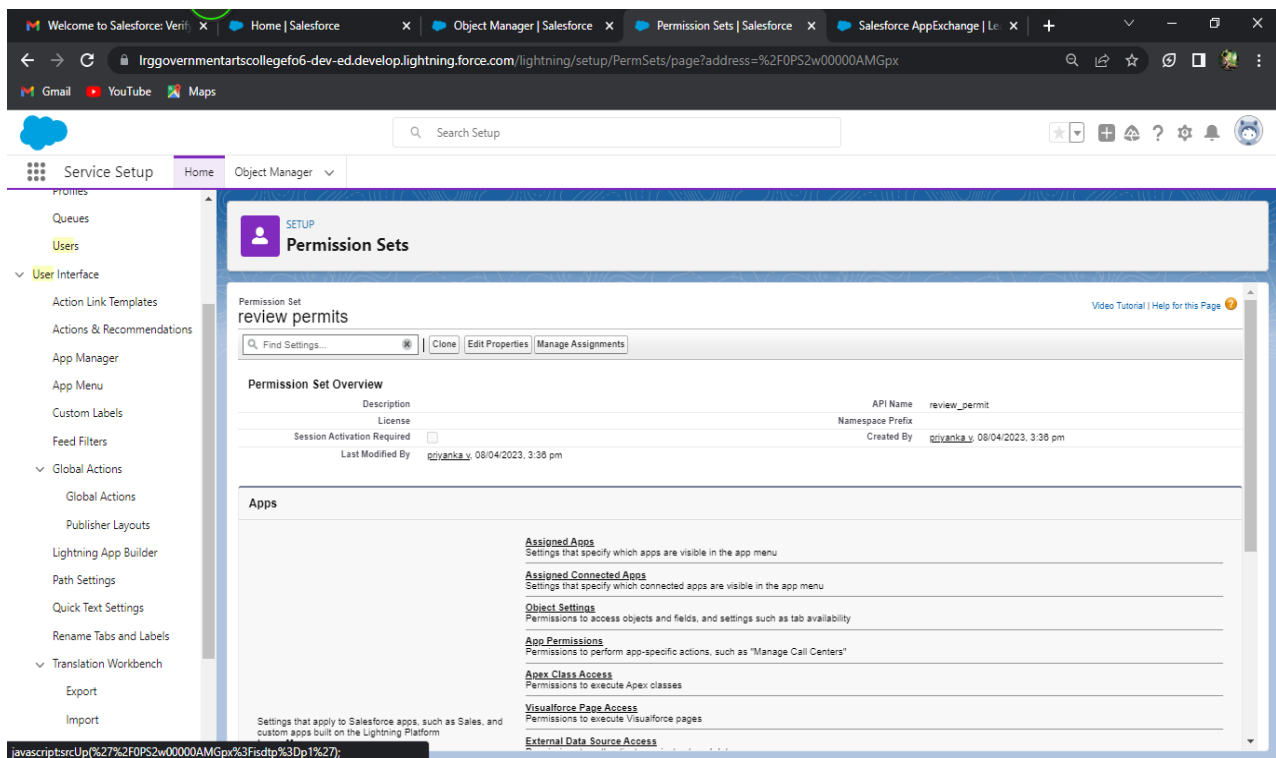 Welcome to Salesforce: Verify
Home | Salesforce
Object Manager | Salesforce
Permission Sets | Salesforce
Salesforce AppExchange | Le
lrggovernmentartscollegefo6-dev-ed.develop.lightning.force.com/lightning/setup/PermSets/page?address=%2F0PS2w00000AMGpx
Gmail
YouTube
Maps
Search Setup
Service Setup
Home
Object Manager
Profiles
Queues
Users
User Interface
Action Link Templates
Actions & Recommendations
App Manager
App Menu
Custom Labels
Feed Filters
Global Actions
Global Actions
Publisher Layouts
Lightning App Builder
Path Settings
Quick Text Settings
Rename Tabs and Labels
Translation Workbench
Export
Import
javascript:srcUp(%27%2F0PS2w00000AMGpx%3Fisdtp%3Dp1%27);
SETUP
Permission Sets
Permission Set
review permits
Video Tutorial | Help for this Page
Find Settings...
Clone
Edit Properties
Manage Assignments
Permission Set Overview
Description
API Name review_permit
License
Namespace Prefix
Session Activation Required
Created By priyanka v, 08/04/2023, 3:36 pm
Last Modified By priyanka v, 08/04/2023, 3:36 pm
Apps
Settings that apply to Salesforce apps, such as Sales, and
custom apps built on the Lightning Platform
Assigned Apps
Settings that specify which apps are visible in the app menu
Assigned Connected Apps
Settings that specify which connected apps are visible in the app menu
Object Settings
Permissions to access objects and fields, and settings such as tab availability
App Permissions
Permissions to perform app-specific actions, such as "Manage Call Centers"
Apex Class Access
Permissions to execute Apex classes
Visualforce Page Access
Permissions to execute Visualforce pages
External Data Source Access